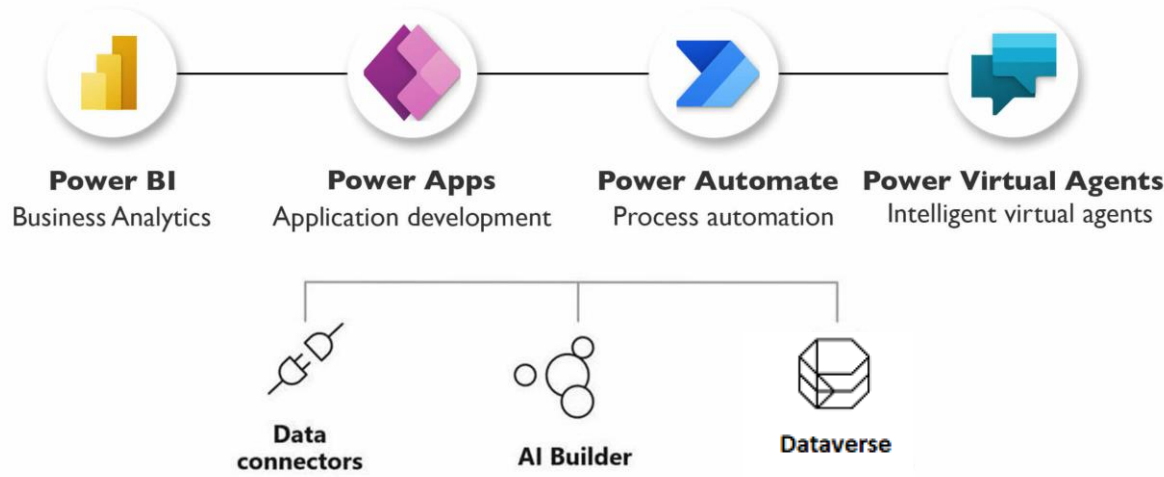 Power BI
Business Analytics
Power Apps
Application development
Power Automate
Process automation
Power Virtual Agents
Intelligent virtual agents
Data
connectors
AI Builder
Dataverse